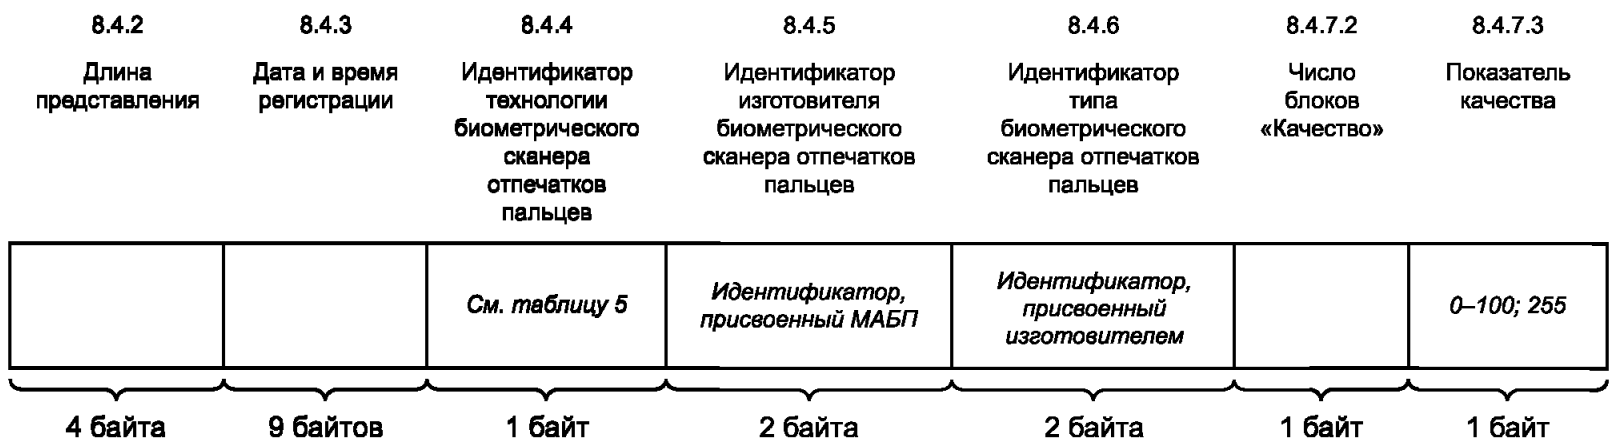 8.4.2
Длина
представления
8.4.3
Дата и время
регистрации
8.4.4
Идентификатор
технологии
биометрического
сканера
отпечатков
пальцев
8.4.5
Идентификатор
изготовителя
биометрического
сканера отпечатков
пальцев
8.4.6
Идентификатор
типа
биометрического
сканера отпечатков
пальцев
8.4.7.2
Число
блоков
«Качество»
8.4.7.3
Показатель
качества
См. таблицу 5
Идентификатор,
присвоенный МАБП
Идентификатор,
присвоенный
изготовителем
0–100; 255
4 байта
9 байтов
1 байт
2 байта
2 байта
1 байт
1 байт